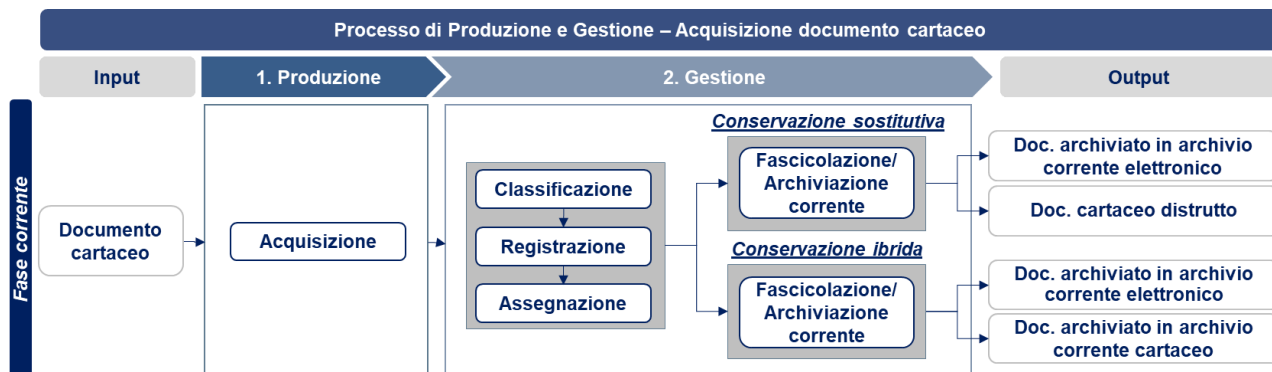 Processo di Produzione e Gestione – Acquisizione documento cartaceo
Input
1. Produzione
2. Gestione
Output
Fase corrente
Documento
cartaceo
Acquisizione
Classificazione
Registrazione
Assegnazione
Conservazione sostitutiva
Fascicolazione/
Archiviazione
corrente
Conservazione ibrida
Fascicolazione/
Archiviazione
corrente
Doc. archiviato in archivio
corrente elettronico
Doc. cartaceo distrutto
Doc. archiviato in archivio
corrente elettronico
Doc. archiviato in archivio
corrente cartaceo